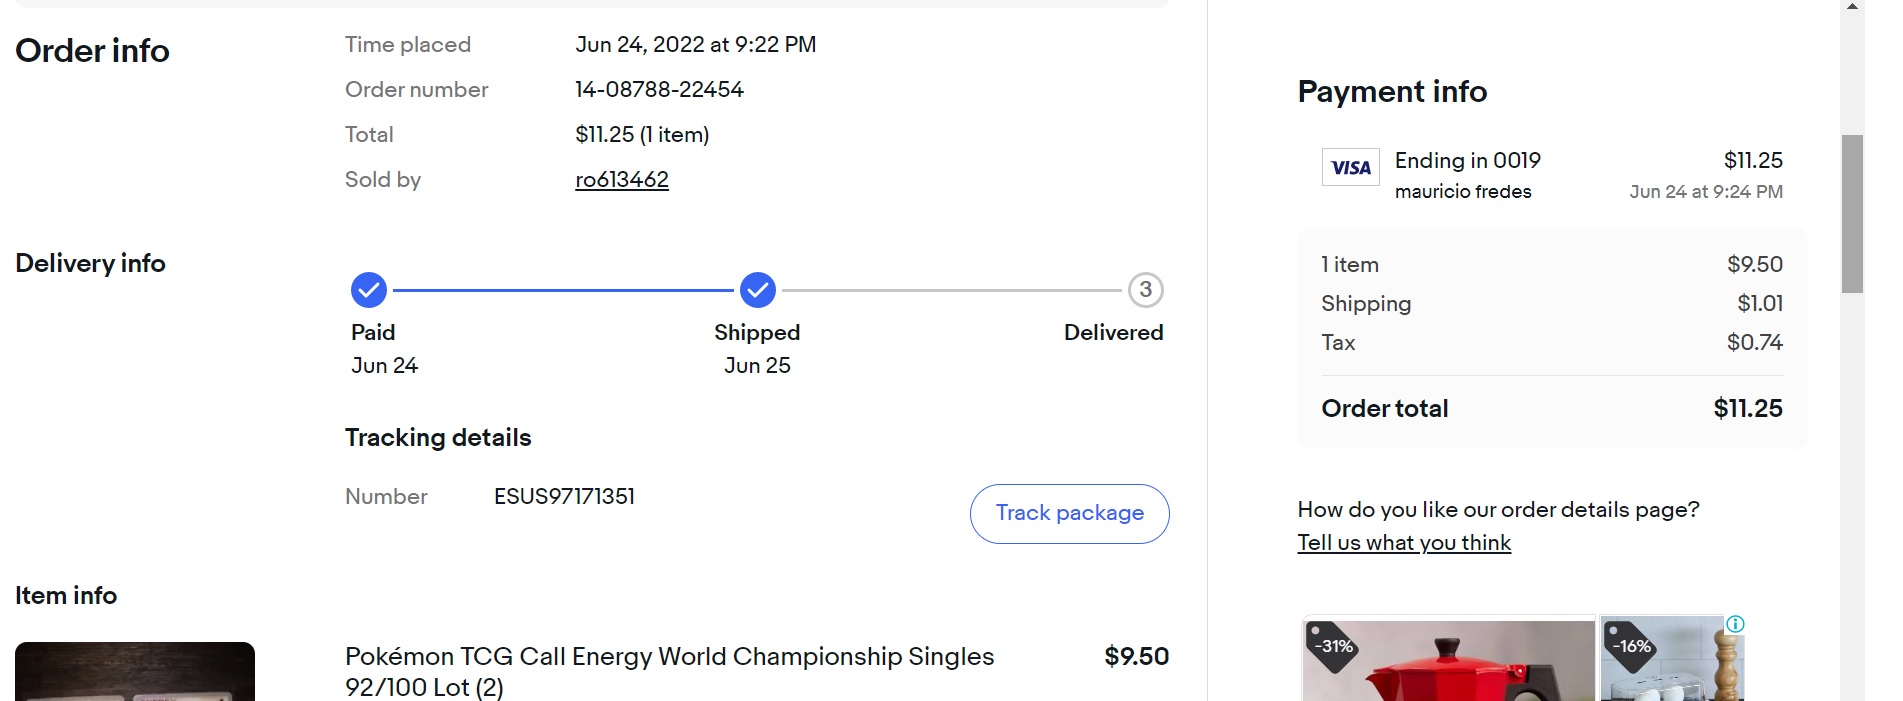 Order info
Time placed Jun 24, 2022 at 9:22 PM
Order number 14-08788-22454
Total $11.25 (1 item)
Sold by ro613462
Delivery info
3
Paid Shipped Delivered
Jun 24 Jun 25
Tracking details
Number ESUS97171351
Track package
Item info
Pokémon TCG Call Energy World Championship Singles $9.50
92/100 Lot (2)
Payment info
VISA Ending in 0019 $11.25
mauricio fredes Jun 24 at 9:24 PM
1 item $9.50
Shipping $1.01
Tax $0.74
Order total $11.25
How do you like our order details page?
Tell us what you think
-31% -16%